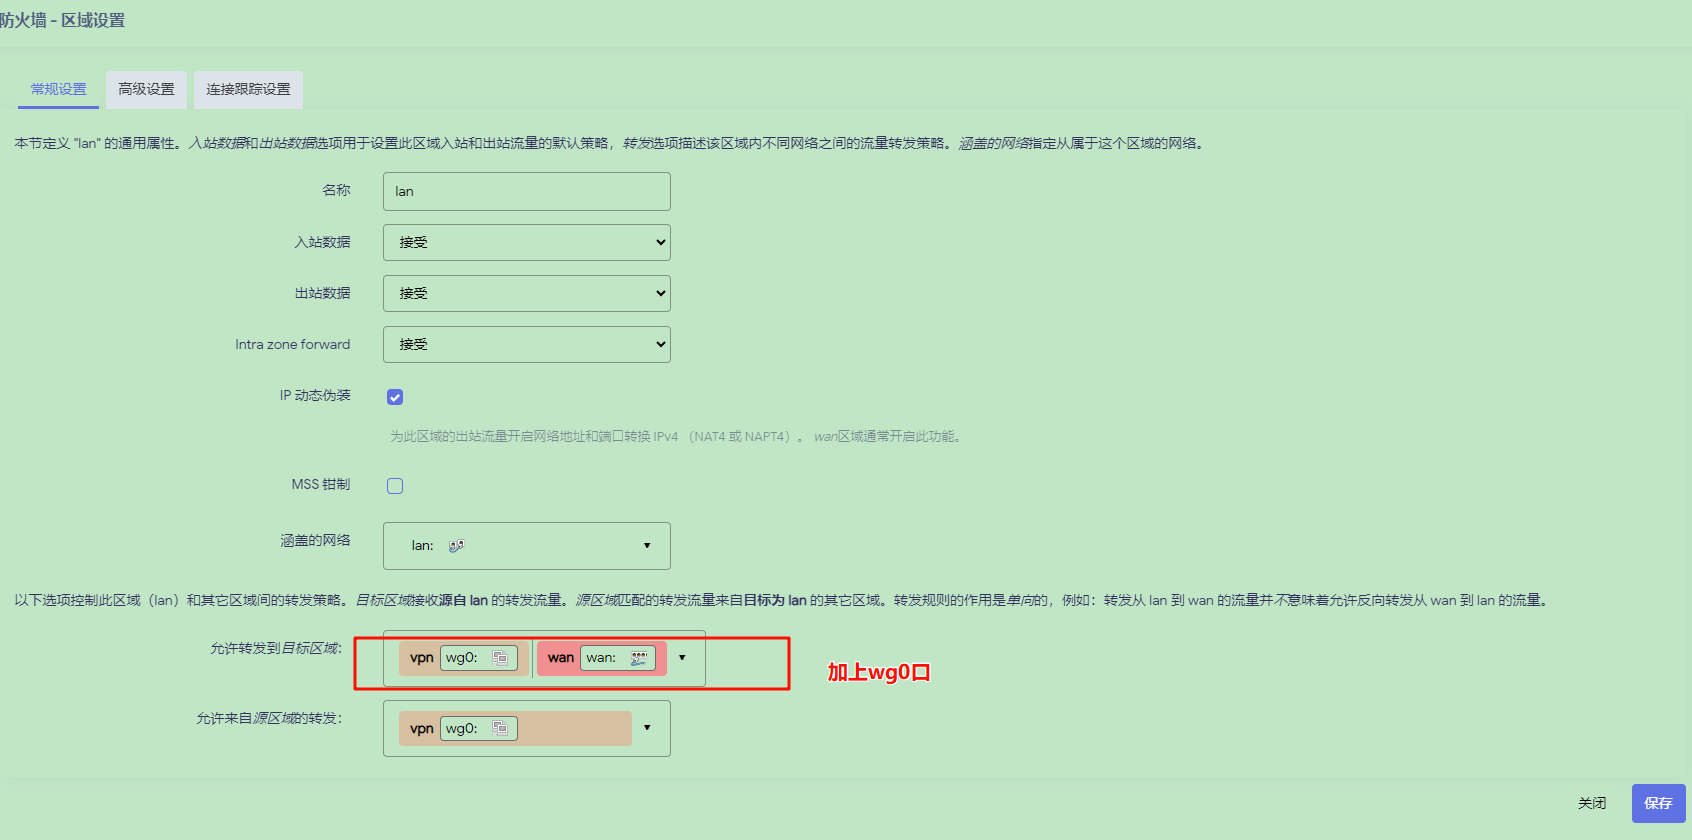 防火墙 - 区域设置
常规设置 高级设置 连接跟踪设置
本节定义 "lan" 的通用属性。入站数据和出站数据选项用于设置此区域入站和出站流量的默认策略，转发选项描述该区域内不同网络之间的流量转发策略。涵盖的网络指定从属于这个区域的网络。
名称 lan
入站数据 接受
出站数据 接受
Intra zone forward 接受
IP 动态伪装
为此区域的出站流量开启网络地址和端口转换 IPv4 （NAT4 或 NAPT4）。 wan区域通常开启此功能。
MSS 钳制
涵盖的网络 lan:
以下选项控制此区域（lan）和其它区域间的转发策略。目标区域接收源自 lan 的转发流量。源区域匹配的转发流量来自目标为 lan 的其它区域。转发规则的作用是单向的，例如：转发从 lan 到 wan 的流量并不意味着允许反向转发从 wan 到 lan 的流量。
允许转发到目标区域： vpn wg0: wan wan: 加上wg0口
允许来自源区域的转发： vpn wg0:
关闭 保存